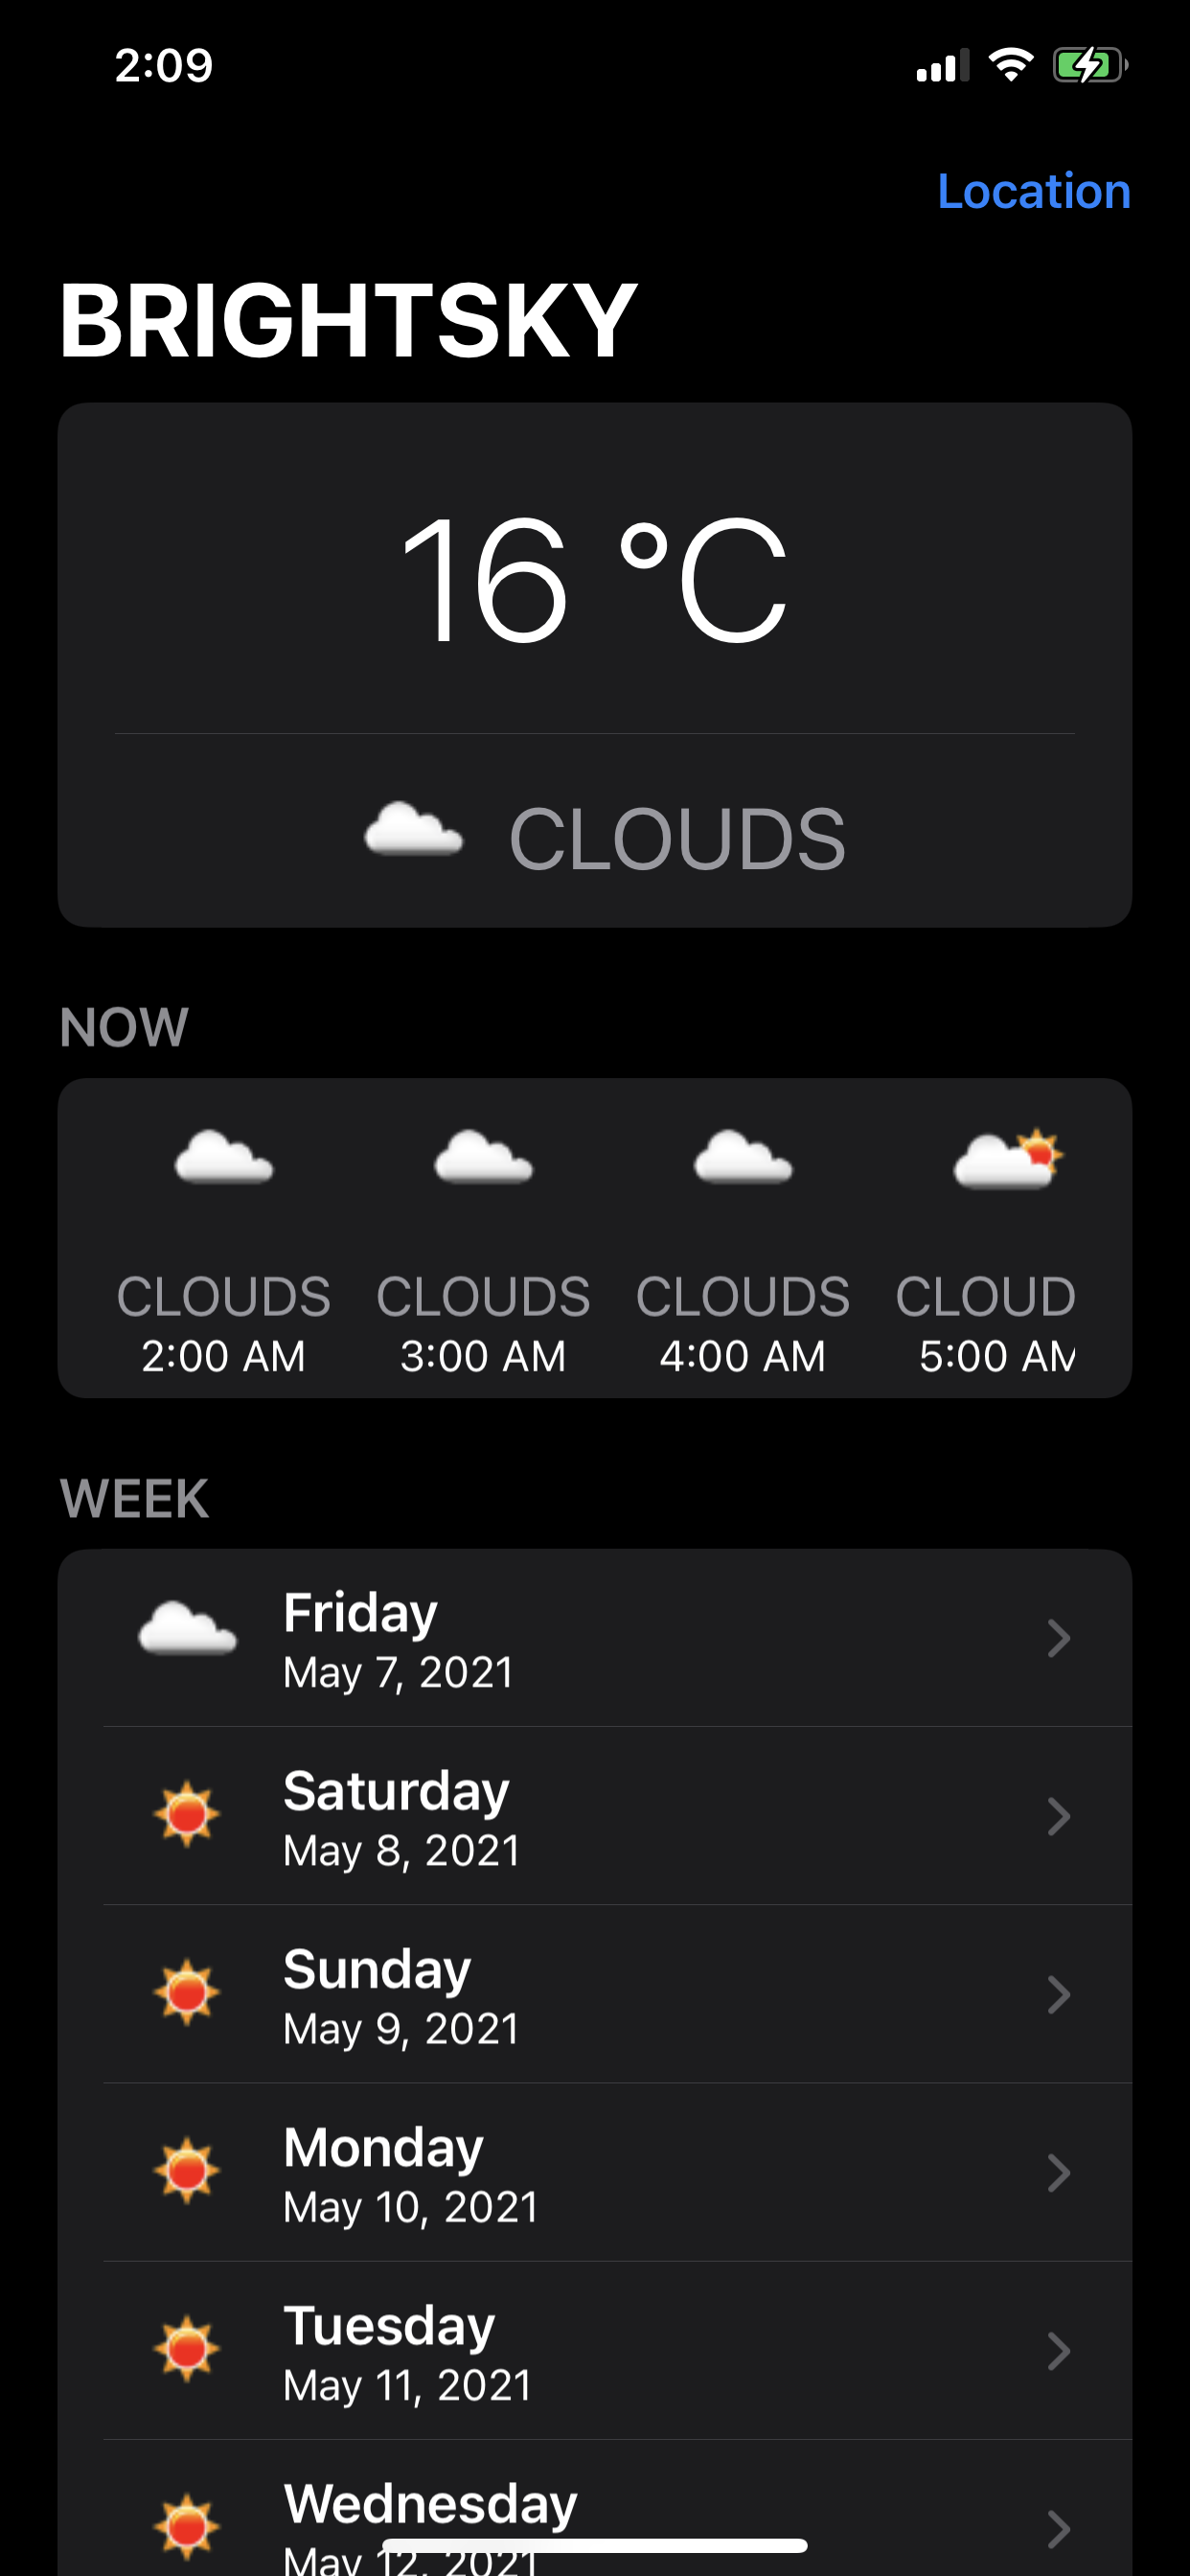 2:09
Location
BRIGHTSKY
16 °C
CLOUDS
NOW
CLOUDS CLOUDS CLOUDS CLOUD
2:00 AM 3:00 AM 4:00 AM 5:00 AM
WEEK
Friday
May 7, 2021
Saturday
May 8, 2021
Sunday
May 9, 2021
Monday
May 10, 2021
Tuesday
May 11, 2021
Wednesday
May 12, 2021